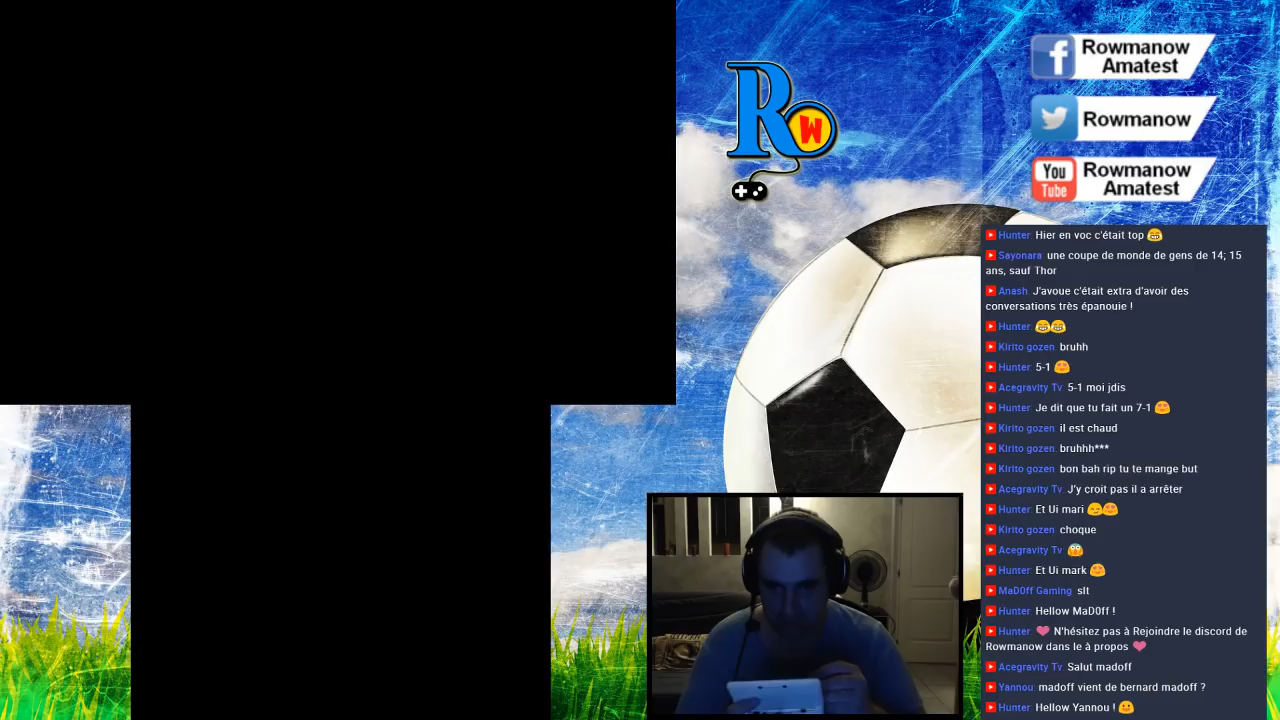 Ro
W
Rowmanow
Amatest
Rowmanow
You
Tube
Rowmanow
Amatest
Hunter: Hier en voc c'était top 😂
Sayonara: une coupe de monde de gens de 14; 15
ans, sauf Thor
Anash: J'avoue c'était extra d'avoir des
conversations très épanouie !
Hunter: 😂😂
Kirito gozen: bruhh
Hunter: 5-1 😍
Acegravity Tv: 5-1 moi jdis
Hunter: Je dit que tu fait un 7-1 😍
Kirito gozen: il est chaud
Kirito gozen: bruhhh***
Kirito gozen: bon bah rip tu te mange but
Acegravity Tv: J'y croit pas il a arrêter
Hunter: Et Ui mari 😏😍
Kirito gozen: choque
Acegravity Tv: 😱
Hunter: Et Ui mark 😍
MaD0ff Gaming: slt
Hunter: Hellow MaD0ff !
Hunter: ❤ N'hésitez pas à Rejoindre le discord de
Rowmanow dans le à propos ❤
Acegravity Tv: Salut madoff
Yannou: madoff vient de bernard madoff ?
Hunter: Hellow Yannou ! 🙂